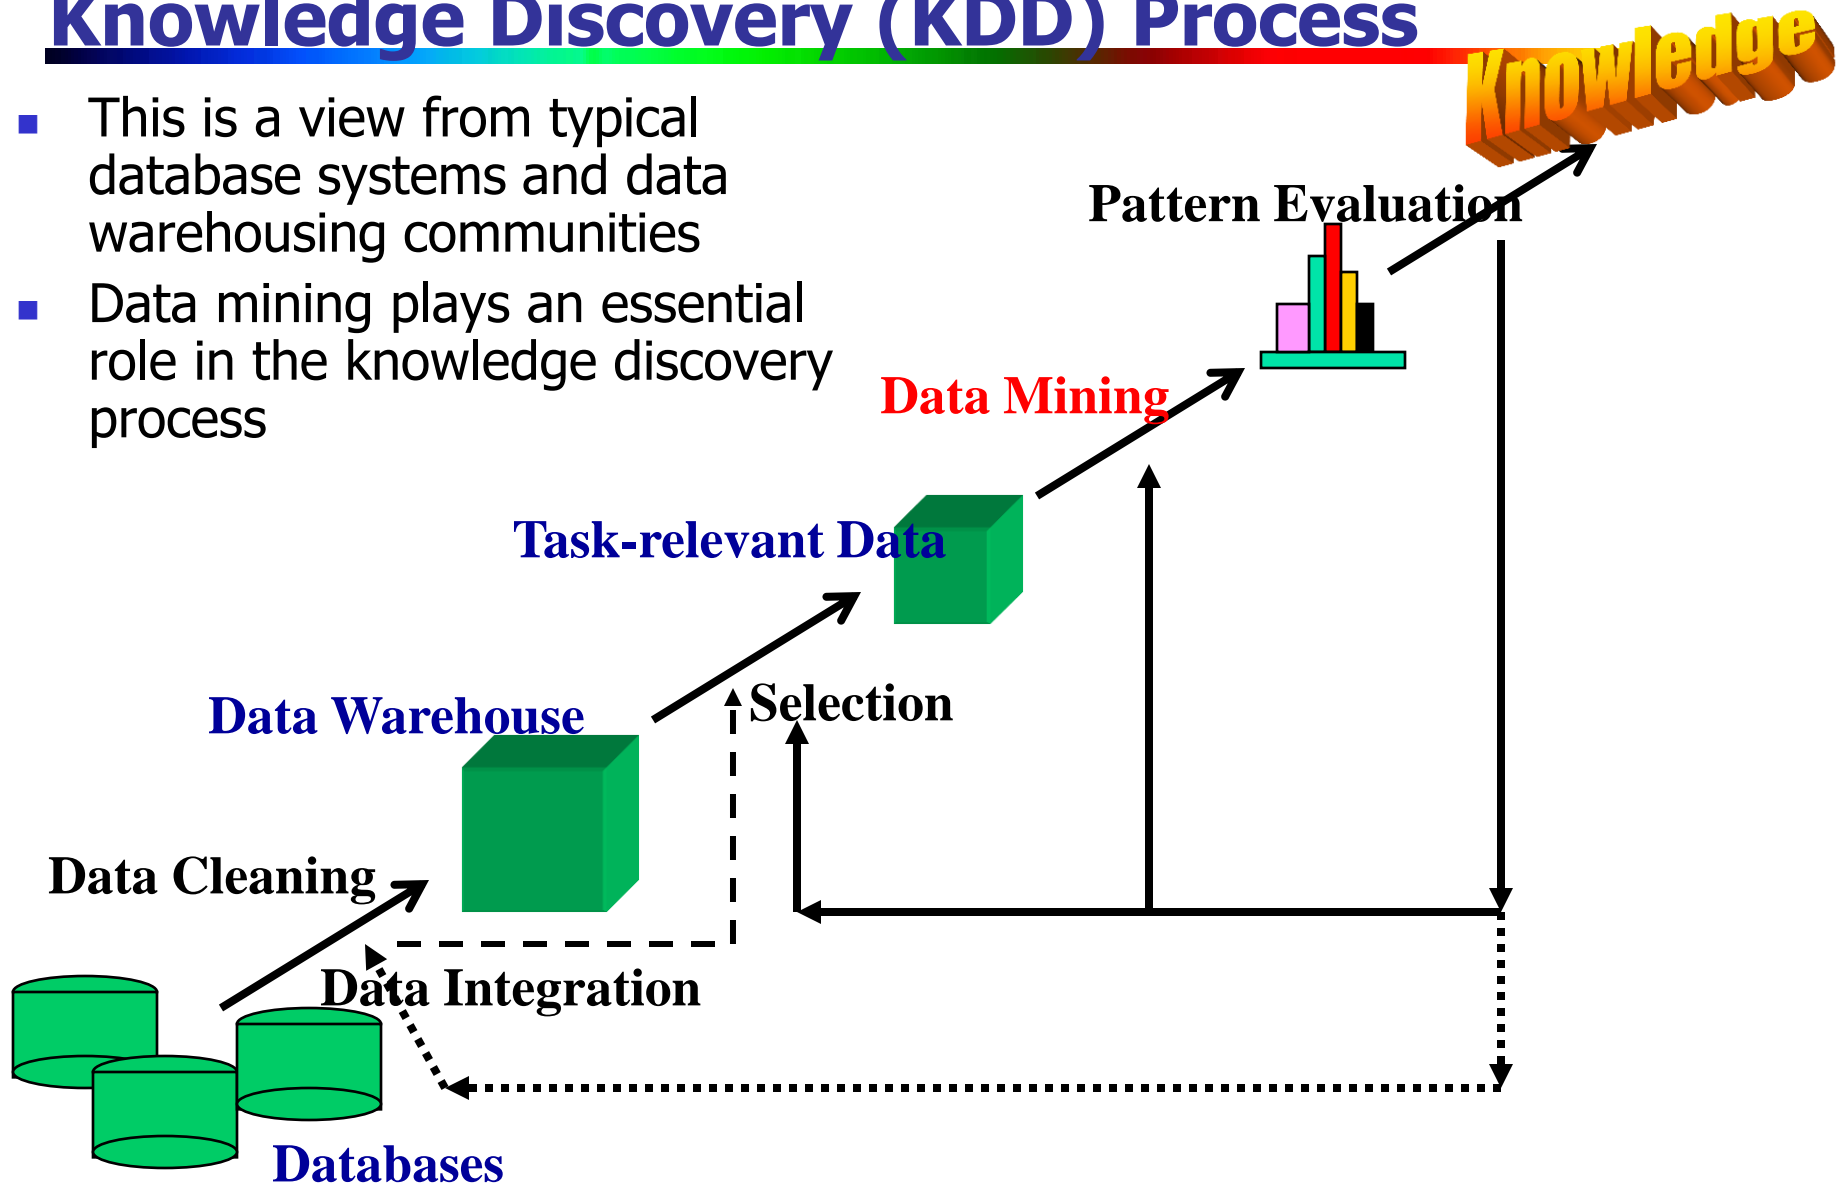 Knowledge Discovery (KDD) Process
Knowledge
This is a view from typical
database systems and data
warehousing communities
Data mining plays an essential
role in the knowledge discovery
process
Pattern Evaluation
Data Mining
Task-relevant Data
Selection
Data Warehouse
Data Cleaning
Data Integration
Databases